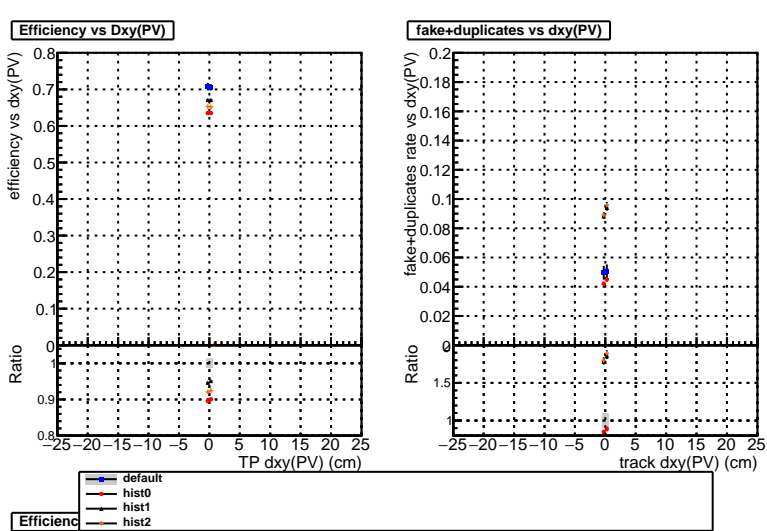 Efficiency vs Dxy(PV)
efficiency vs dxy(PV)
0.8
0.7
0.6
0.5
0.4
0.3
0.2
0.1
0
Ratio
1
0.9
0.8
−25 −20 −15 −10 −5 0 5 10 15 20 25
TP dxy(PV) (cm)
fake+duplicates vs dxy(PV)
fake+duplicates rate vs dxy(PV)
0.2
0.18
0.16
0.14
0.12
0.1
0.08
0.06
0.04
0.02
Ratio
1.5
1
−25 −20 −15 −10 −5 0 5 10 15 20 25
track dxy(PV) (cm)
default
hist0
hist1
hist2
Efficienc